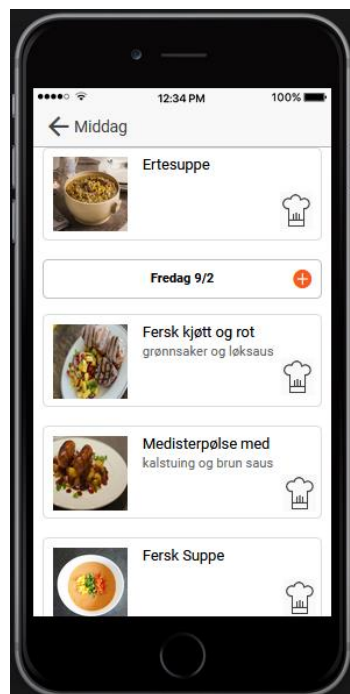 12:34 PM 100%
Middag
Ertesuppe
Fredag 9/2
Fersk kjøtt og rot
grønnsaker og løksaus
Medisterpølse med
kalstuing og brun saus
Fersk Suppe